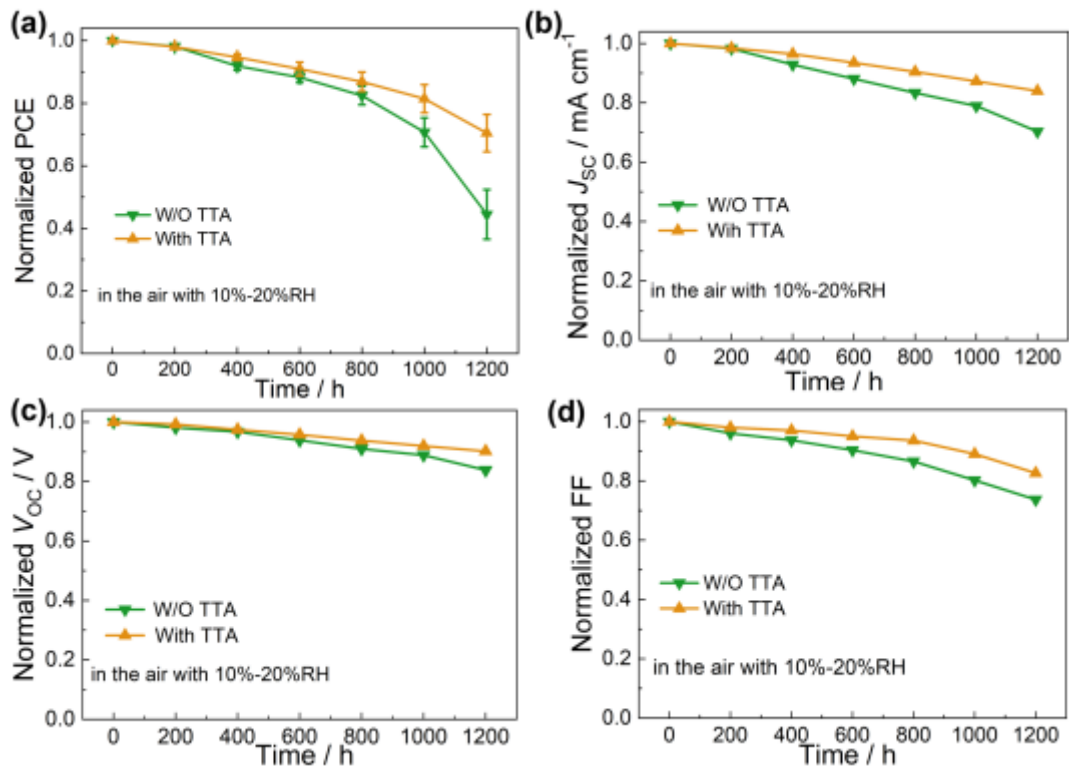 (a)
Normalized PCE
1.0
0.8
0.6
0.4
0.2
0.0
W/O TTA
With TTA
in the air with 10%-20%RH
0 200 400 600 800 1000 1200
Time / h
(b)
Normalized JSC / mA cm-1
1.0
0.8
0.6
0.4
0.2
0.0
W/O TTA
Wih TTA
in the air with 10%-20%RH
0 200 400 600 800 1000 1200
Time / h
(c)
Normalized VOC / V
1.0
0.8
0.6
0.4
0.2
0.0
W/O TTA
With TTA
in the air with 10%-20%RH
0 200 400 600 800 1000 1200
Time / h
(d)
Normalized FF
1.0
0.8
0.6
0.4
0.2
0.0
W/O TTA
With TTA
in the air with 10%-20%RH
0 200 400 600 800 1000 1200
Time / h